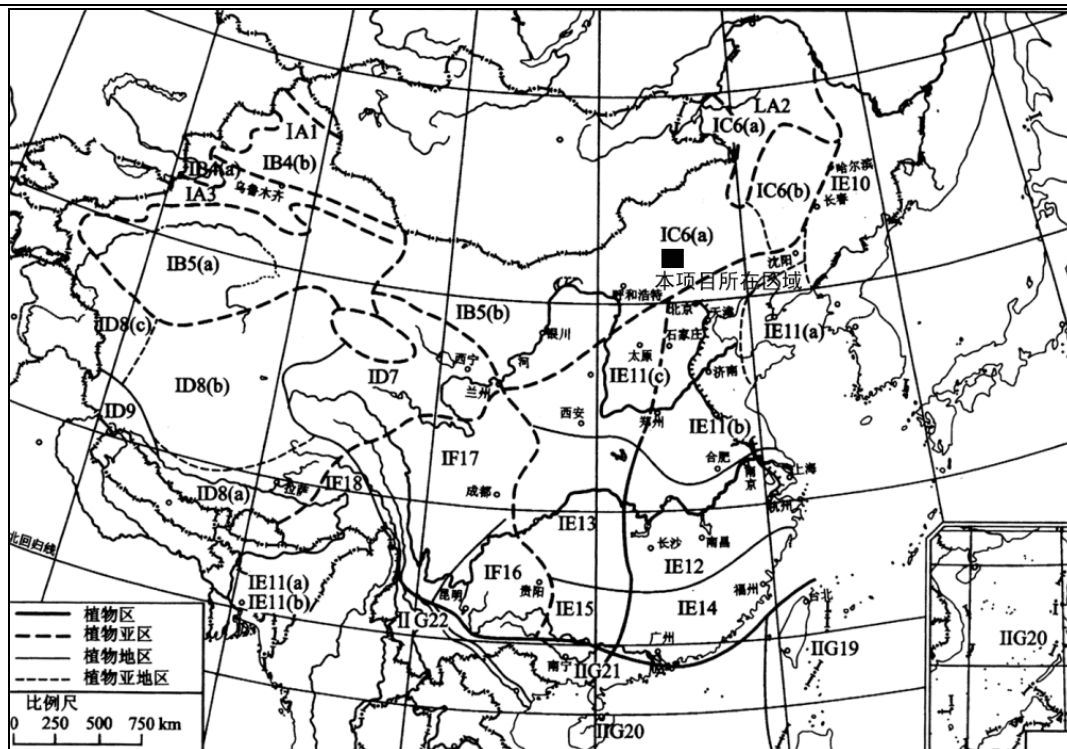 LA2
IC6(a)
IA1
IB4(a)
IB4(b)
乌鲁木齐
IA3
哈尔滨
IE10
长春
IC6(b)
IC6(a)
沈阳
本项目所在区域
IB5(a)
呼和浩特
北京
天津
IE11(a)
ID8(c)
IB5(b)
银川
河
石家庄
太原
济南
西宁
兰州
IE11(c)
ID7
ID8(b)
ID9
西安
郑州
IE11(b)
合肥
南京
上海
杭州
IF17
成都
IF18
拉萨
ID8(a)
北回归线
IE13
长沙
南昌
IE12
IF16
贵阳
昆明
IE15
IE14
福州
台北
IE11(a)
IE11(b)
II G22
广州
南宁
IIG21
IIG19
IIG20
IIG20
植物区
植物亚区
植物地区
植物亚地区
比例尺
0 250 500 750 km